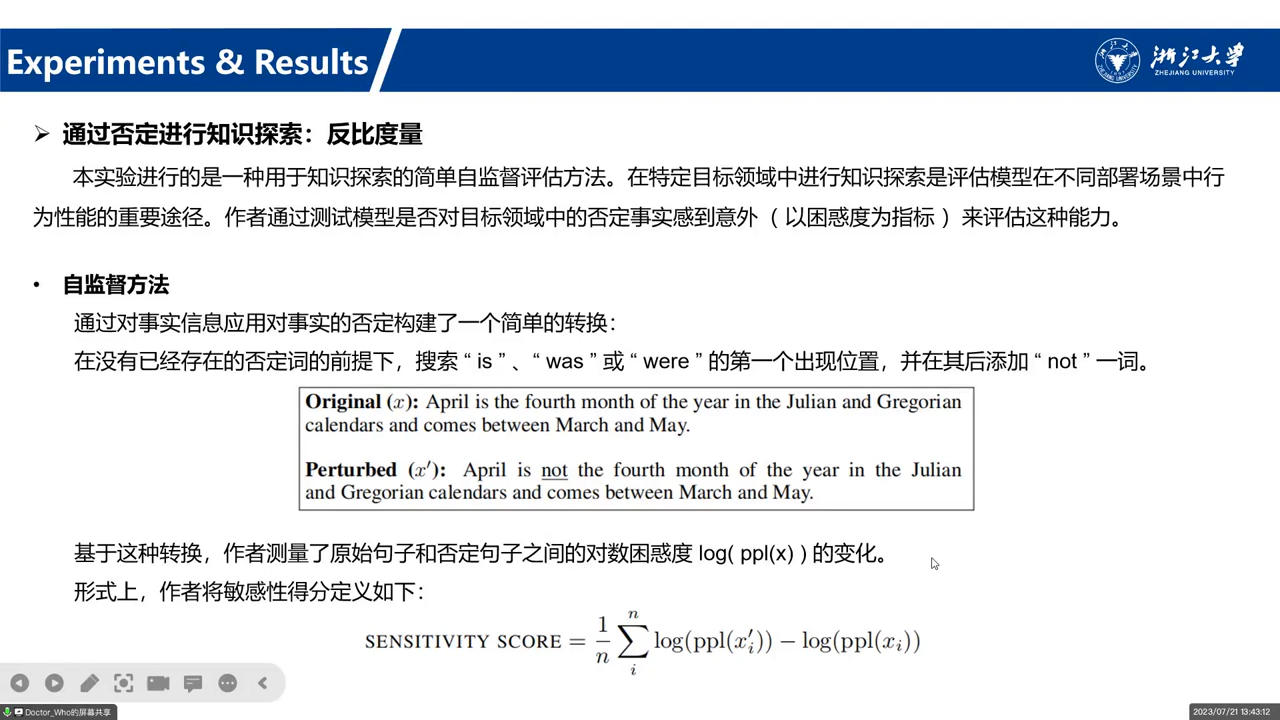 Experiments & Results
浙江大学
ZHEJIANG UNIVERSITY
➢ 通过否定进行知识探索：反比度量
本实验进行的是一种用于知识探索的简单自监督评估方法。在特定目标领域中进行知识探索是评估模型在不同部署场景中行
为性能的重要途径。作者通过测试模型是否对目标领域中的否定事实感到意外（ 以困惑度为指标 ）来评估这种能力。
• 自监督方法
通过对事实信息应用对事实的否定构建了一个简单的转换：
在没有已经存在的否定词的前提下，搜索 “ is ” 、“ was ” 或 “ were ” 的第一个出现位置，并在其后添加 “ not ” 一词。
Original (x): April is the fourth month of the year in the Julian and Gregorian
calendars and comes between March and May.
Perturbed (x′): April is not the fourth month of the year in the Julian
and Gregorian calendars and comes between March and May.
基于这种转换，作者测量了原始句子和否定句子之间的对数困惑度 log( ppl(x) ) 的变化。
形式上，作者将敏感性得分定义如下：
SENSITIVITY SCORE = 1/n ∑_i^n log(ppl(x′_i)) − log(ppl(x_i))
Doctor_Who的屏幕共享
2023/07/21 13:43:12